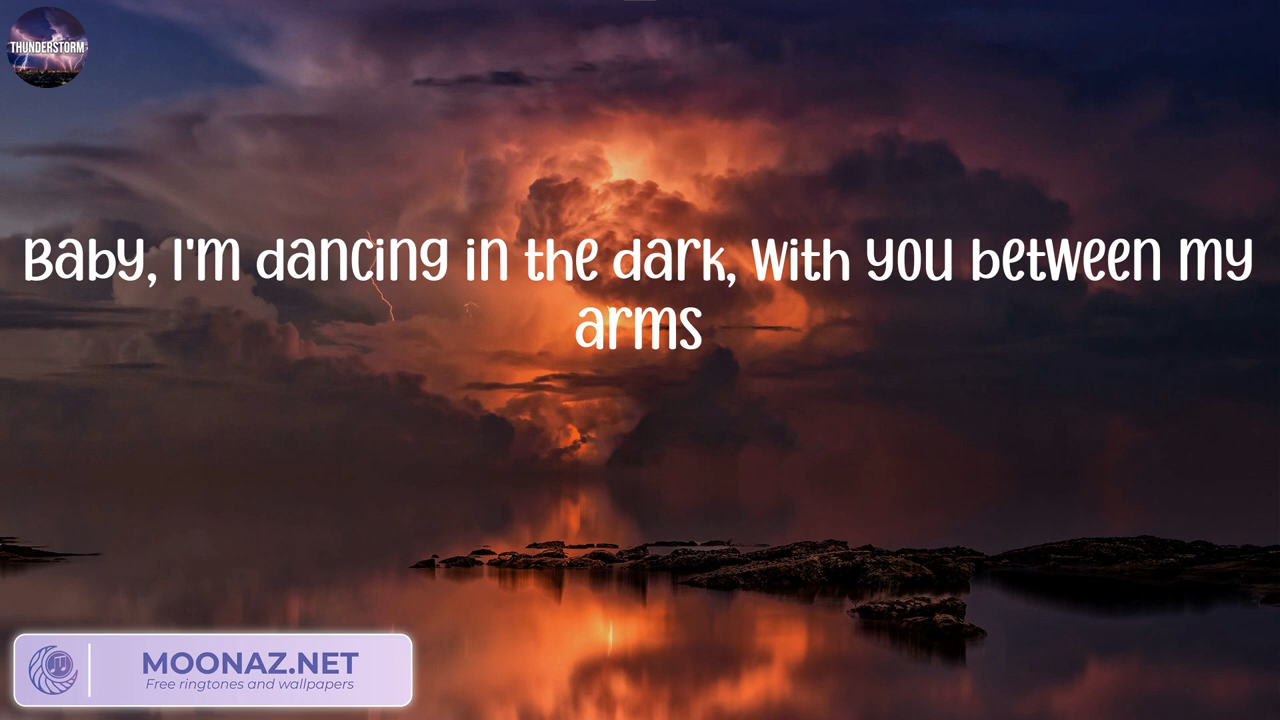 THUNDERSTORM
Baby, I'm dancing in the dark, With you between my
arms
MOONAZ.NET
Free ringtones and wallpapers